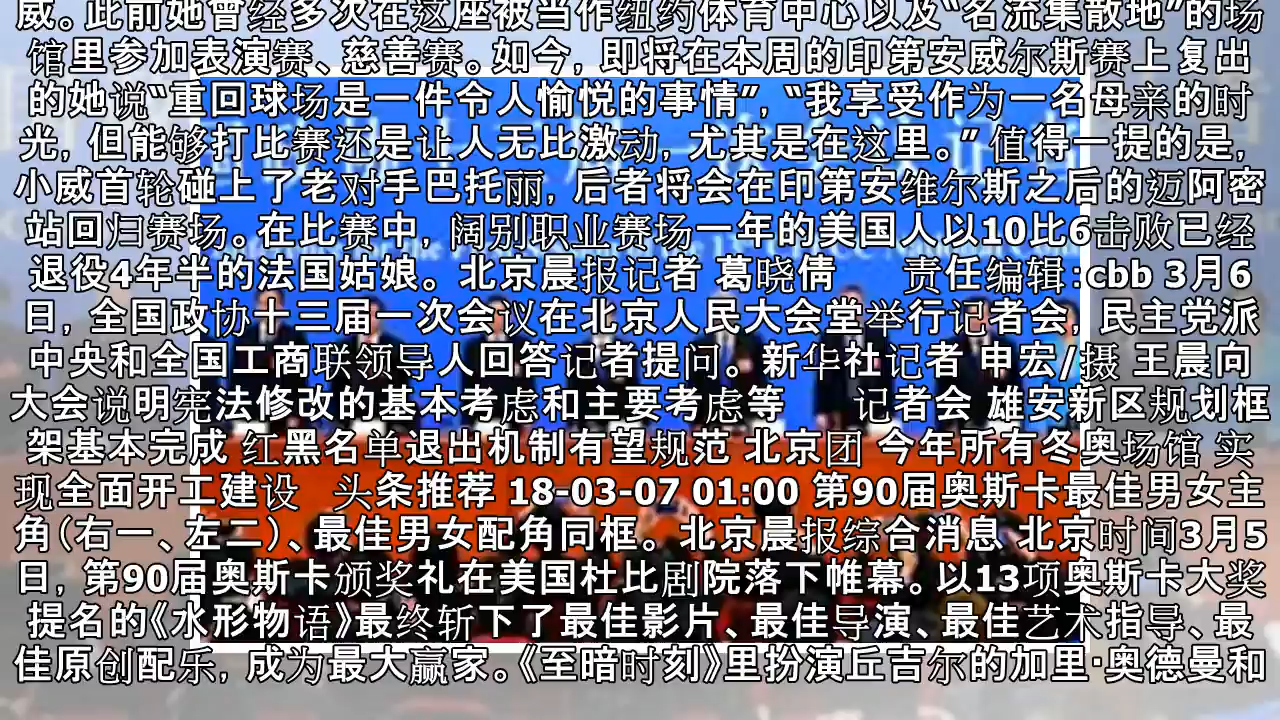 威。此前她曾经多次在这座被当作纽约体育中心以及“名流集散地”的场
馆里参加表演赛、慈善赛。如今, 即将在本周的印第安威尔斯赛上复出
的她说“重回球场是一件令人愉悦的事情”, “我享受作为一名母亲的时
光, 但能够打比赛还是让人无比激动, 尤其是在这里。” 值得一提的是,
小威首轮碰上了老对手巴托丽, 后者将会在印第安维尔斯之后的迈阿密
站回归赛场。在比赛中, 阔别职业赛场一年的美国人以10比6击败已经
退役4年半的法国姑娘。北京晨报记者 葛晓倩 责任编辑:cbb 3月6
日, 全国政协十三届一次会议在北京人民大会堂举行记者会, 民主党派
中央和全国工商联领导人回答记者提问。新华社记者 申宏/摄 王晨向
大会说明宪法修改的基本考虑和主要考虑等 记者会 雄安新区规划框
架基本完成 红黑名单退出机制有望规范 北京团 今年所有冬奥场馆 实
现全面开工建设 头条推荐 18-03-07 01:00 第90届奥斯卡最佳男女主
角(右一、左二)、最佳男女配角同框。北京晨报综合消息 北京时间3月5
日, 第90届奥斯卡颁奖礼在美国杜比剧院落下帷幕。以13项奥斯卡大奖
提名的《水形物语》最终斩下了最佳影片、最佳导演、最佳艺术指导、最
佳原创配乐, 成为最大赢家。《至暗时刻》里扮演丘吉尔的加里·奥德曼和